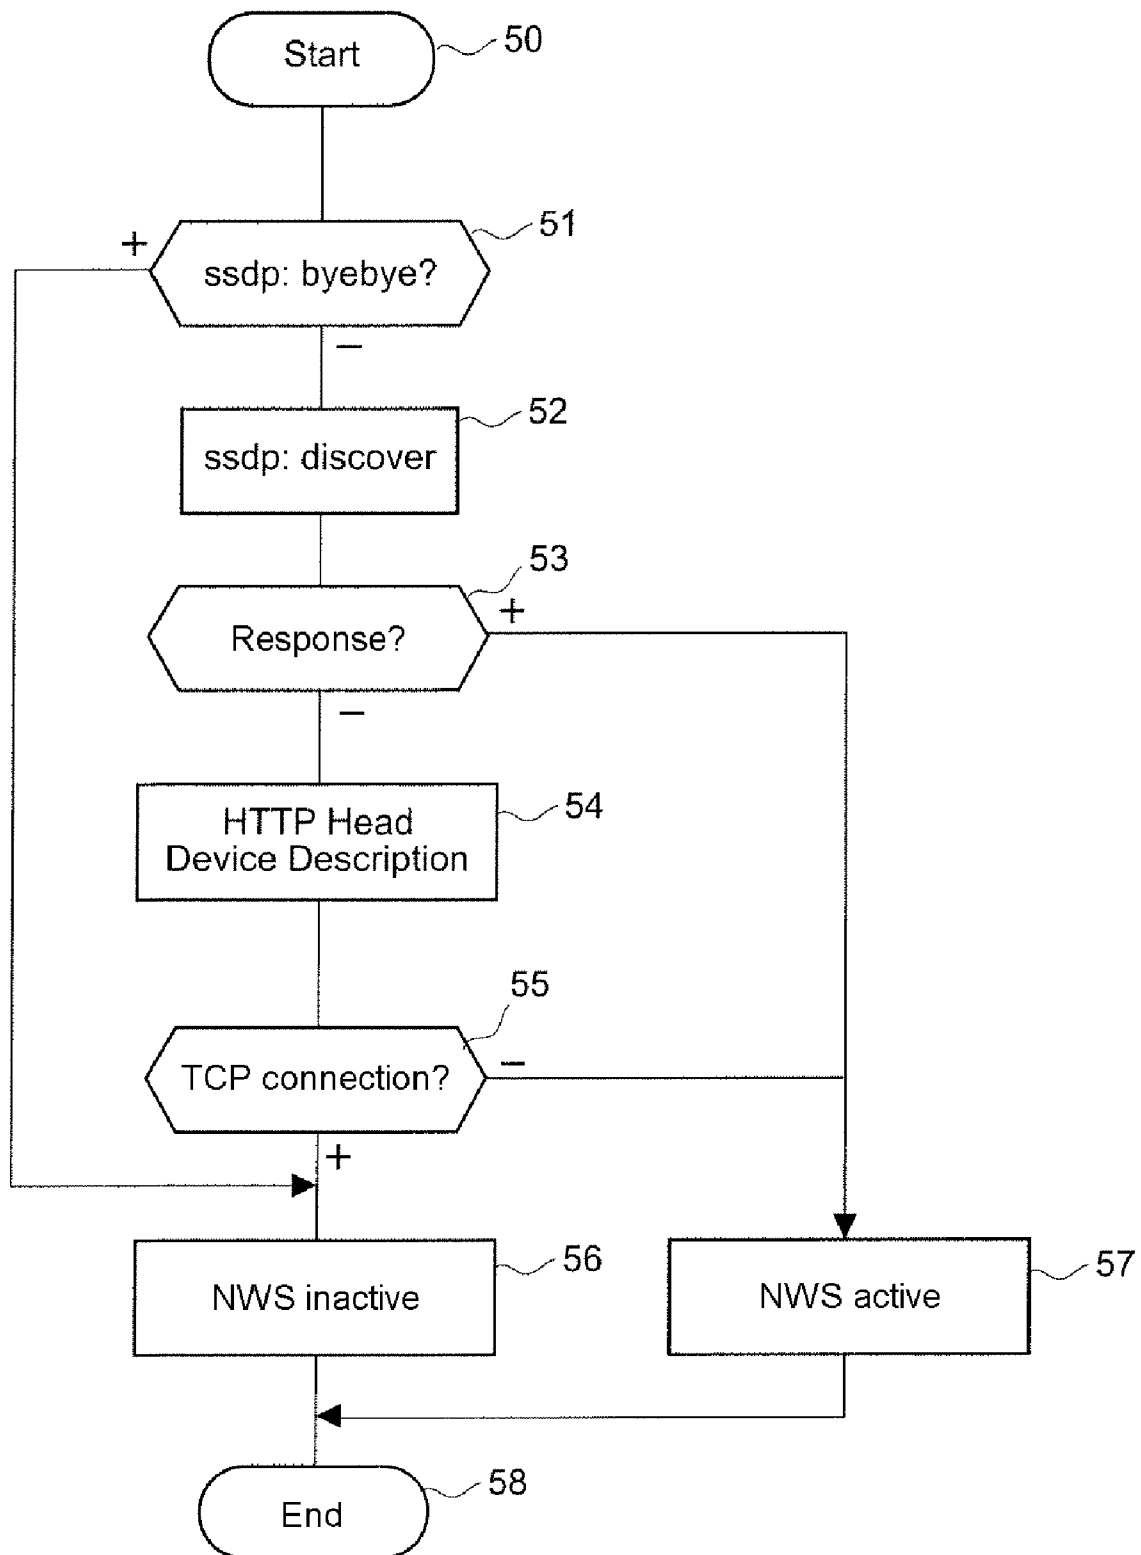 Start
50
51
+
ssdp: byebye?
−
52
ssdp: discover
53
+
Response?
−
54
HTTP Head
Device Description
55
TCP connection?
−
+
56
NWS inactive
57
NWS active
58
End